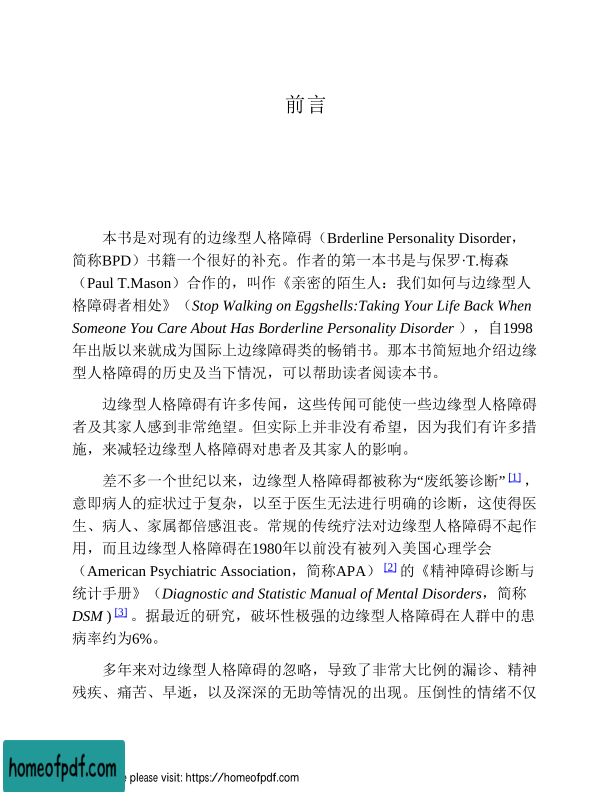 前言
本书是对现有的边缘型人格障碍（Brderline Personality Disorder，
简称BPD）书籍一个很好的补充。作者的第一本书是与保罗·T.梅森
（Paul T.Mason）合作的，叫作《亲密的陌生人：我们如何与边缘型人
格障碍者相处》（Stop Walking on Eggshells:Taking Your Life Back When
Someone You Care About Has Borderline Personality Disorder ），自1998
年出版以来就成为国际上边缘障碍类的畅销书。那本书简短地介绍边缘
型人格障碍的历史及当下情况，可以帮助读者阅读本书。
边缘型人格障碍有许多传闻，这些传闻可能使一些边缘型人格障碍
者及其家人感到非常绝望。但实际上并非没有希望，因为我们有许多措
施，来减轻边缘型人格障碍对患者及其家人的影响。
差不多一个世纪以来，边缘型人格障碍都被称为“废纸篓诊断” [1] ，
意即病人的症状过于复杂，以至于医生无法进行明确的诊断，这使得医
生、病人、家属都倍感沮丧。常规的传统疗法对边缘型人格障碍不起作
用，而且边缘型人格障碍在1980年以前没有被列入美国心理学会
（American Psychiatric Association，简称APA） [2] 的《精神障碍诊断与
统计手册》（Diagnostic and Statistic Manual of Mental Disorders，简称
DSM ) [3] 。据最近的研究，破坏性极强的边缘型人格障碍在人群中的患
病率约为6%。
多年来对边缘型人格障碍的忽略，导致了非常大比例的漏诊、精神
残疾、痛苦、早逝，以及深深的无助等情况的出现。压倒性的情绪不仅
homeofpdf.com
e please visit: https://homeofpdf.com